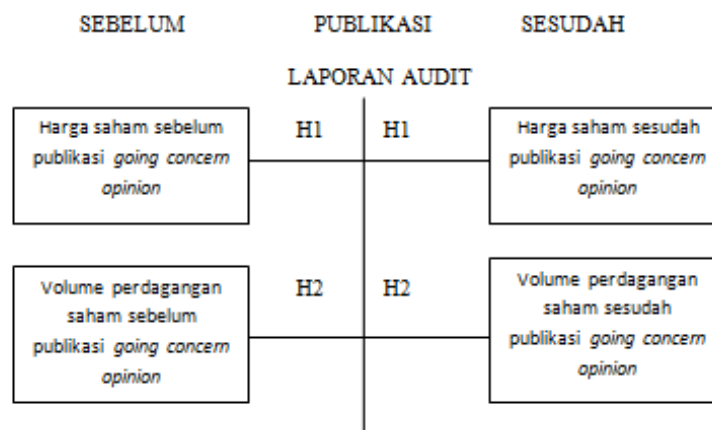 SEBELUM PUBLIKASI SESUDAH
LAPORAN AUDIT
Harga saham sebelum
publikasi going concern
opinion
H1 H1
Harga saham sesudah
publikasi going concern
opinion
Volume perdagangan
saham sebelum
publikasi going concern
opinion
H2 H2
Volume perdagangan
saham sesudah
publikasi going concern
opinion